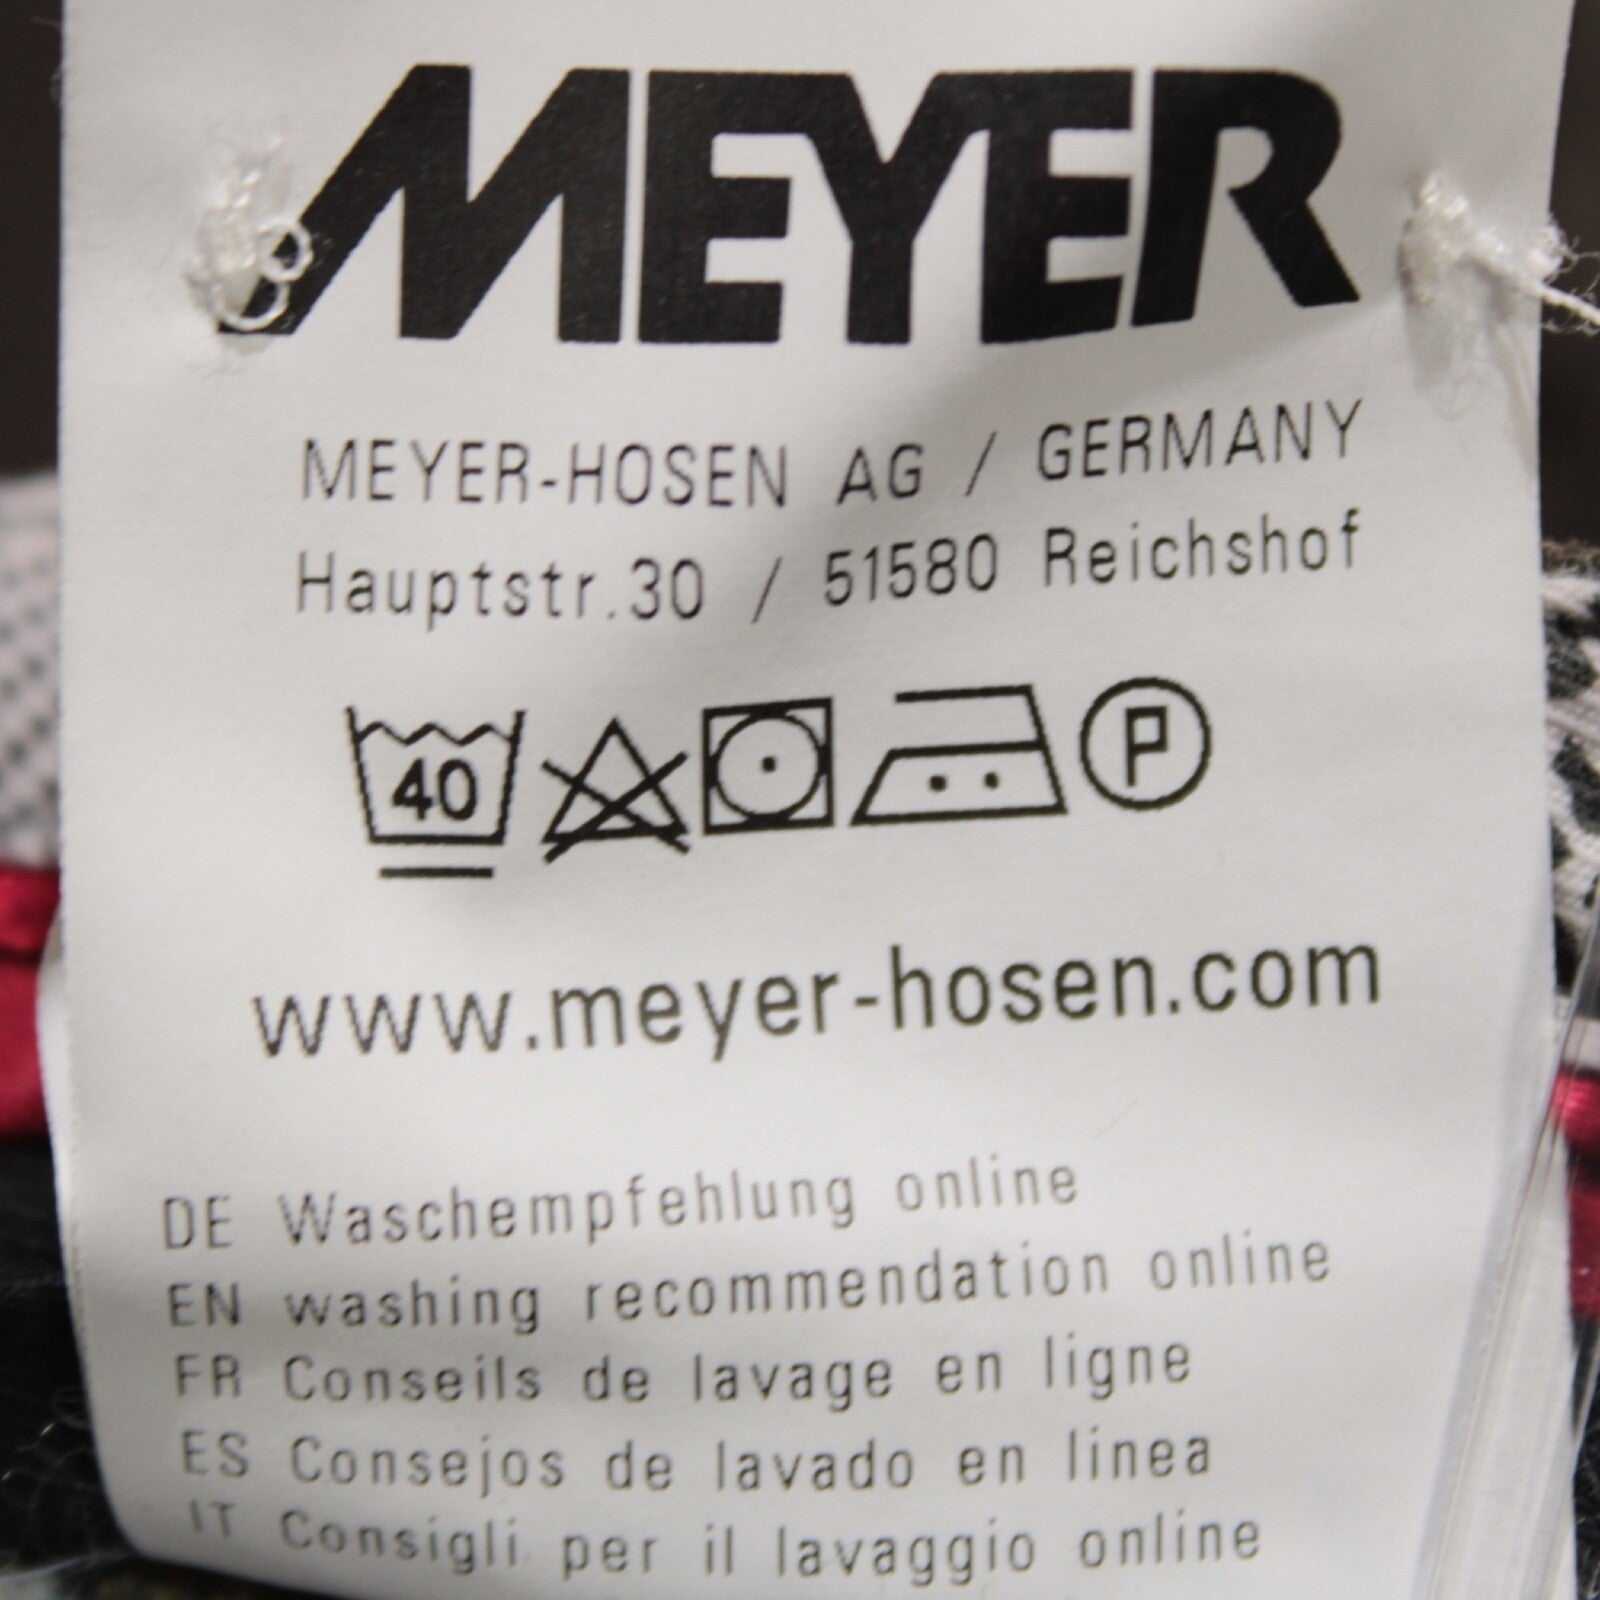 MEYER
MEYER-HOSEN AG / GERMANY
Hauptstr.30 / 51580 Reichshof
40 P
www.meyer-hosen.com
DE Waschempfehlung online
EN washing recommendation online
FR Conseils de lavage en ligne
ES Consejos de lavado en linea
IT Consigli per il lavaggio online